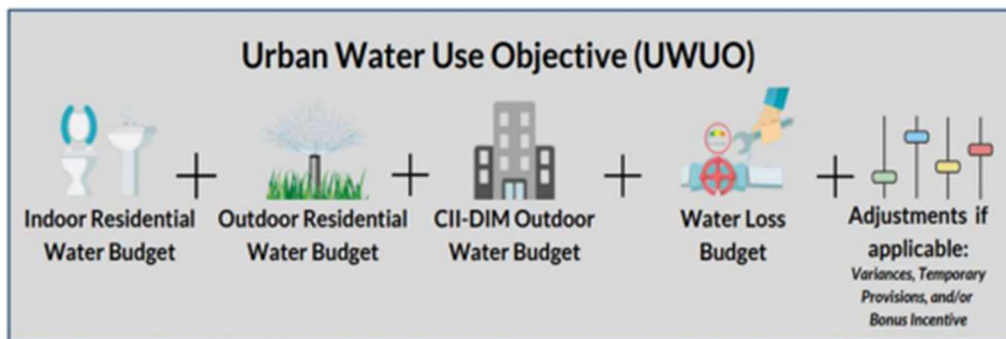 Urban Water Use Objective (UWUO)
Indoor Residential
Water Budget
+
Outdoor Residential
Water Budget
+
CII-DIM Outdoor
Water Budget
+
Water Loss
Budget
+
Adjustments if
applicable:
Variances, Temporary
Provisions, and/or
Bonus Incentive